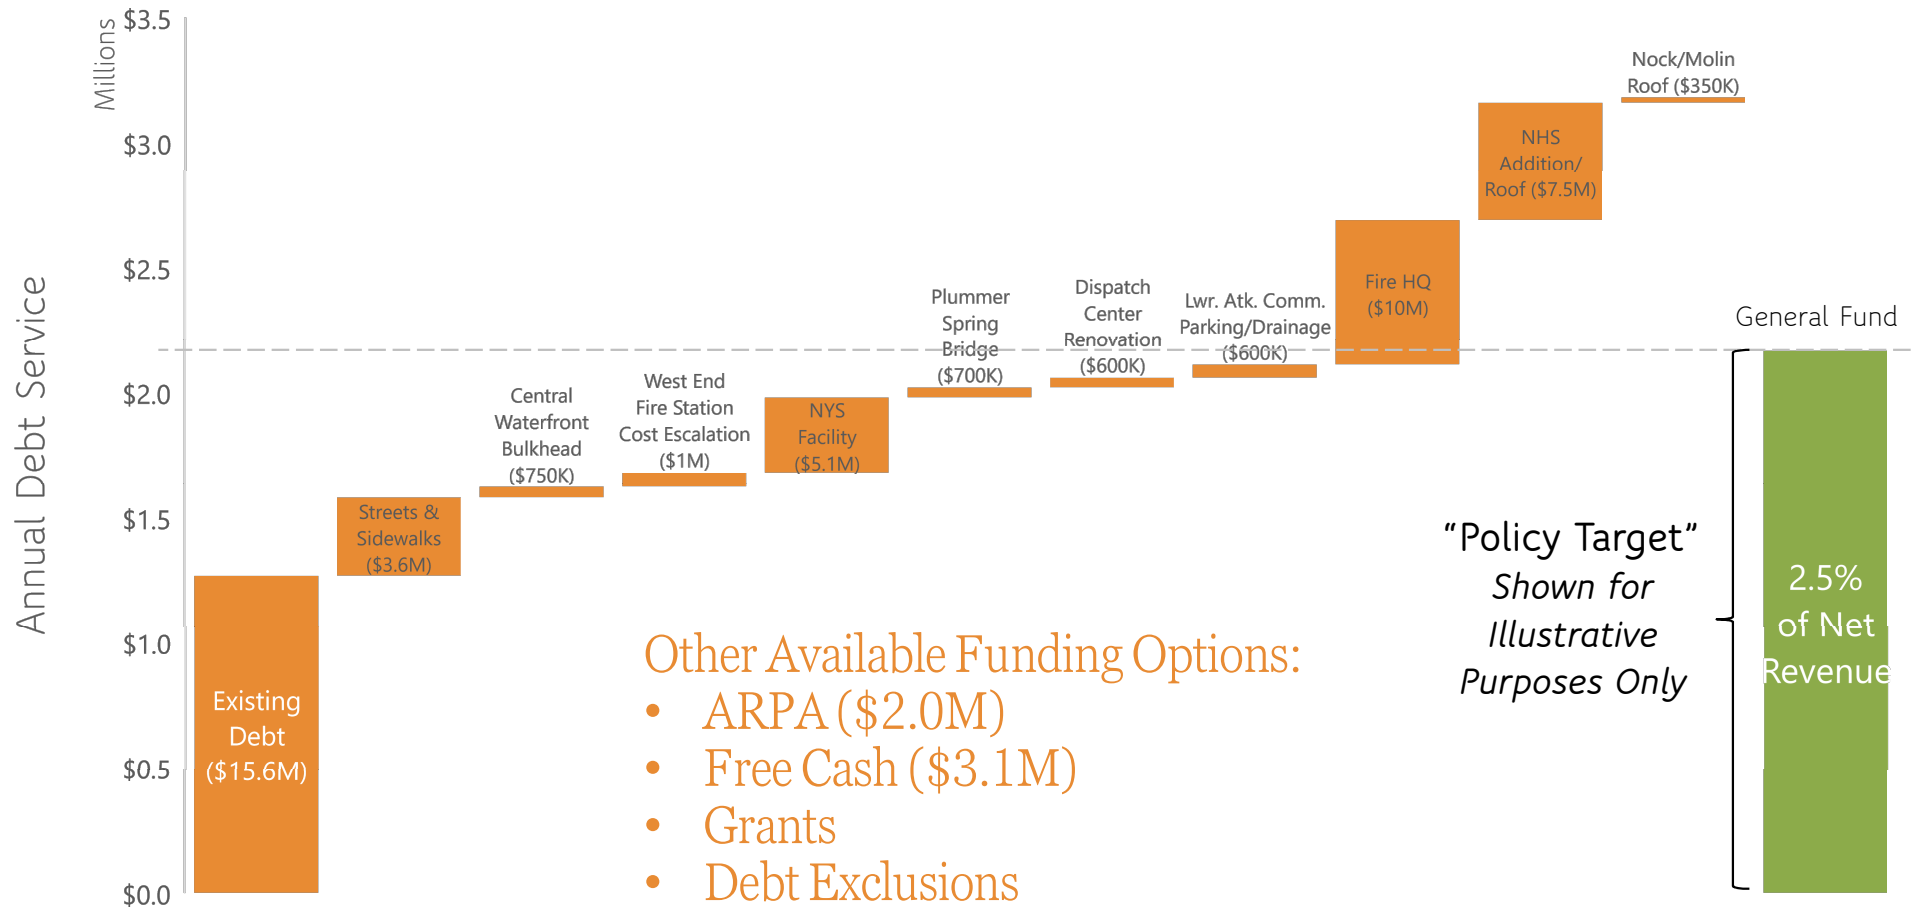 Millions
Annual Debt Service
$3.5
$3.0
$2.5
$2.0
$1.5
$1.0
$0.5
$0.0
Existing
Debt
($15.6M)
Streets &
Sidewalks
($3.6M)
Central
Waterfront
Bulkhead
($750K)
West End
Fire Station
Cost Escalation
($1M)
NYS
Facility
($5.1M)
Plummer
Spring
Bridge
($700K)
Dispatch
Center
Renovation
($600K)
Lwr. Atk. Comm.
Parking/Drainage
($600K)
Fire HQ
($10M)
NHS
Addition/
Roof ($7.5M)
Nock/Molin
Roof ($350K)
General Fund
2.5%
of Net
Revenue
“Policy Target”
Shown for
Illustrative
Purposes Only
Other Available Funding Options:
• ARPA ($2.0M)
• Free Cash ($3.1M)
• Grants
• Debt Exclusions